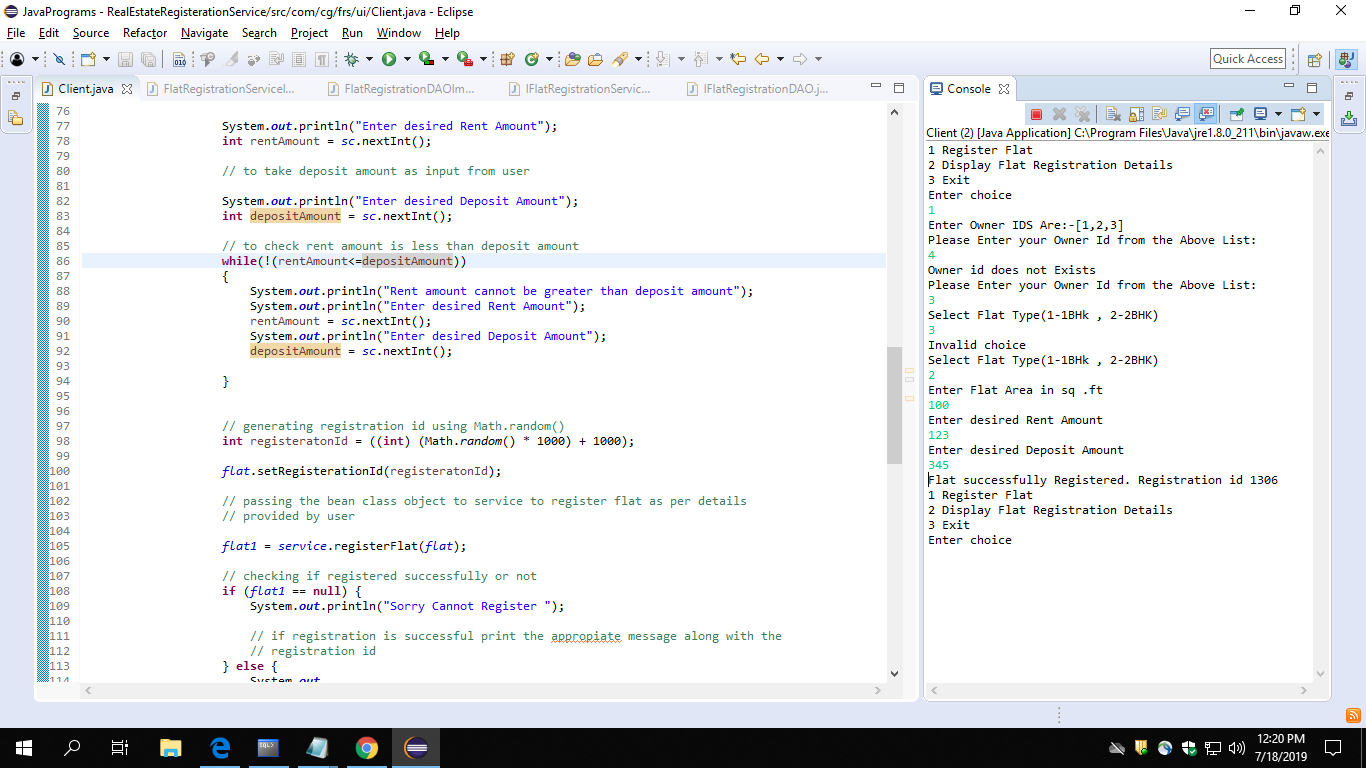 JavaPrograms - RealEstateRegisterationService/src/com/cg/frs/ui/Client.java - Eclipse
File Edit Source Refactor Navigate Search Project Run Window Help
Quick Access
Client.java FlatRegistrationServiceI... FlatRegistrationDAOIm... IFlatRegistrationServic... IFlatRegistrationDAO.j...
76
77 System.out.println("Enter desired Rent Amount");
78 int rentAmount = sc.nextInt();
79
80 // to take deposit amount as input from user
81
82 System.out.println("Enter desired Deposit Amount");
83 int depositAmount = sc.nextInt();
84
85 // to check rent amount is less than deposit amount
86 while(!(rentAmount<=depositAmount))
87 {
88 System.out.println("Rent amount cannot be greater than deposit amount");
89 System.out.println("Enter desired Rent Amount");
90 rentAmount = sc.nextInt();
91 System.out.println("Enter desired Deposit Amount");
92 depositAmount = sc.nextInt();
93
94 }
95
96
97 // generating registration id using Math.random()
98 int registeratonId = ((int) (Math.random() * 1000) + 1000);
99
100 flat.setRegisterationId(registeratonId);
101
102 // passing the bean class object to service to register flat as per details
103 // provided by user
104
105 flat1 = service.registerFlat(flat);
106
107 // checking if registered successfully or not
108 if (flat1 == null) {
109 System.out.println("Sorry Cannot Register ");
110
111 // if registration is successful print the appropiate message along with the
112 // registration id
113 } else {
114 System.out
Console
Client (2) [Java Application] C:\Program Files\Java\jre1.8.0_211\bin\javaw.exe
1 Register Flat
2 Display Flat Registration Details
3 Exit
Enter choice
1
Enter Owner IDS Are:-[1,2,3]
Please Enter your Owner Id from the Above List:
4
Owner id does not Exists
Please Enter your Owner Id from the Above List:
3
Select Flat Type(1-1BHk , 2-2BHK)
3
Invalid choice
Select Flat Type(1-1BHk , 2-2BHK)
2
Enter Flat Area in sq .ft
100
Enter desired Rent Amount
123
Enter desired Deposit Amount
345
Flat successfully Registered. Registration id 1306
1 Register Flat
2 Display Flat Registration Details
3 Exit
Enter choice
12:20 PM
7/18/2019